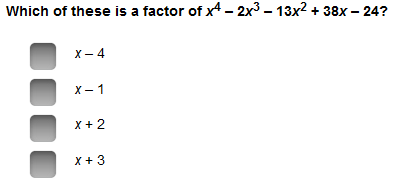 Which of these is a factor of x⁴ – 2x³ – 13x² + 38x – 24?
x – 4
x – 1
x + 2
x + 3